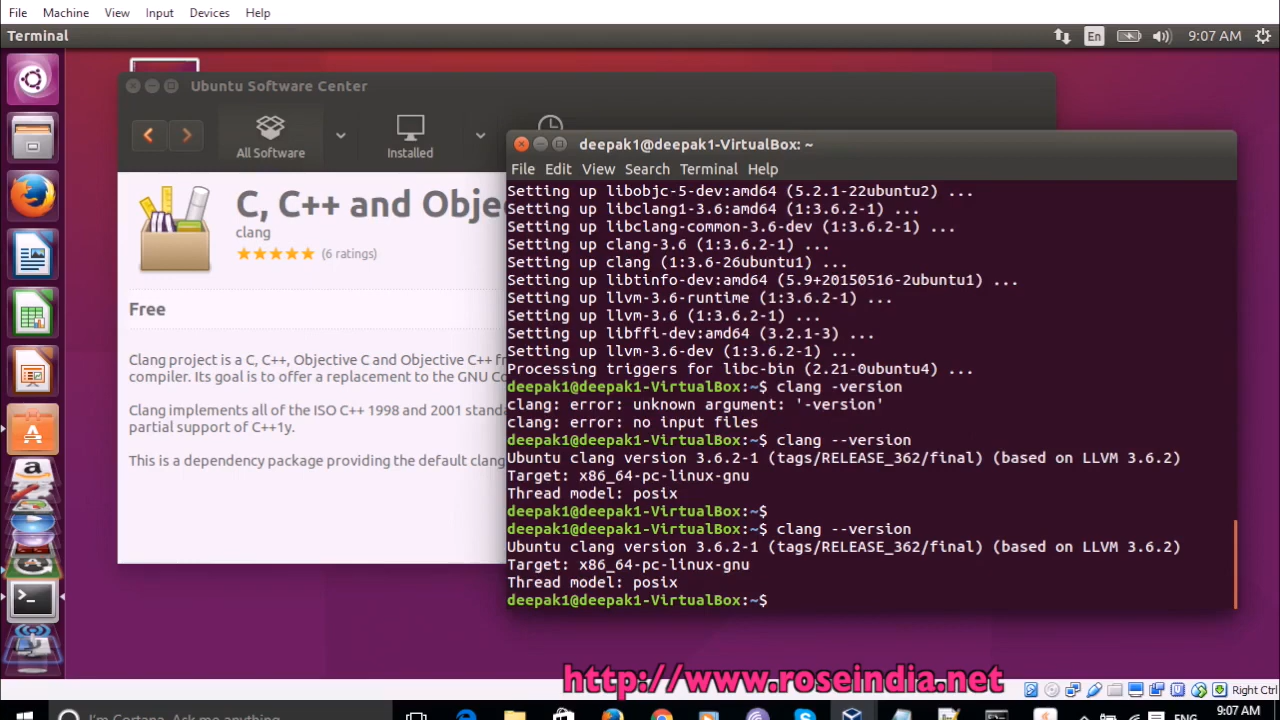 File Machine View Input Devices Help
Terminal En 9:07 AM
Ubuntu Software Center
All Software Installed
C, C++ and Obje
clang
(6 ratings)
Free
Clang project is a C, C++, Objective C and Objective C++ fr
compiler. Its goal is to offer a replacement to the GNU Co
Clang implements all of the ISO C++ 1998 and 2001 standa
partial support of C++1y.
This is a dependency package providing the default clang
deepak1@deepak1-VirtualBox: ~
File Edit View Search Terminal Help
Setting up libobjc-5-dev:amd64 (5.2.1-22ubuntu2) ...
Setting up libclang1-3.6:amd64 (1:3.6.2-1) ...
Setting up libclang-common-3.6-dev (1:3.6.2-1) ...
Setting up clang-3.6 (1:3.6.2-1) ...
Setting up clang (1:3.6-26ubuntu1) ...
Setting up libtinfo-dev:amd64 (5.9+20150516-2ubuntu1) ...
Setting up llvm-3.6-runtime (1:3.6.2-1) ...
Setting up llvm-3.6 (1:3.6.2-1) ...
Setting up libffi-dev:amd64 (3.2.1-3) ...
Setting up llvm-3.6-dev (1:3.6.2-1) ...
Processing triggers for libc-bin (2.21-0ubuntu4) ...
deepak1@deepak1-VirtualBox:~$ clang -version
clang: error: unknown argument: '-version'
clang: error: no input files
deepak1@deepak1-VirtualBox:~$ clang --version
Ubuntu clang version 3.6.2-1 (tags/RELEASE_362/final) (based on LLVM 3.6.2)
Target: x86_64-pc-linux-gnu
Thread model: posix
deepak1@deepak1-VirtualBox:~$
deepak1@deepak1-VirtualBox:~$ clang --version
Ubuntu clang version 3.6.2-1 (tags/RELEASE_362/final) (based on LLVM 3.6.2)
Target: x86_64-pc-linux-gnu
Thread model: posix
deepak1@deepak1-VirtualBox:~$
http://www.roseindia.net
Right Ctrl
I'm Cortana. Ask me anything. ENG 9:07 AM